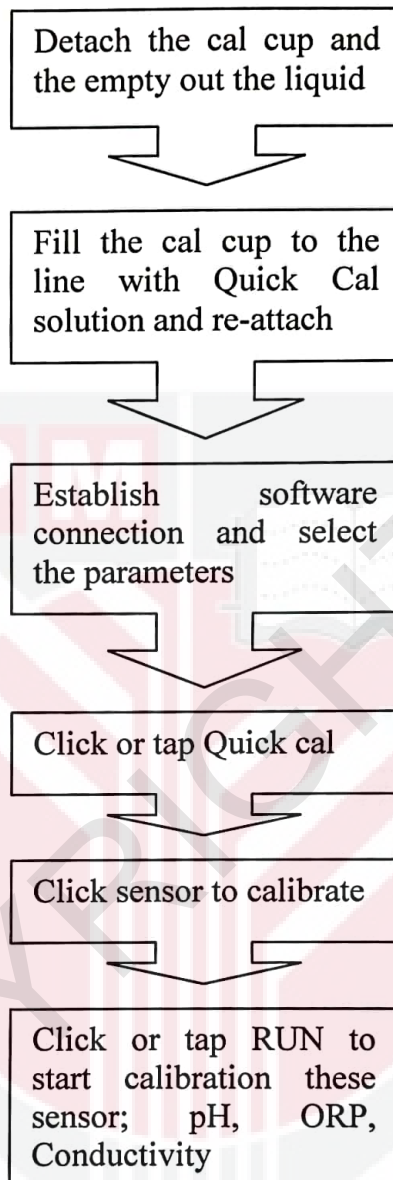 Detach the cal cup and
the empty out the liquid
Fill the cal cup to the
line with Quick Cal
solution and re-attach
Establish software
connection and select
the parameters
Click or tap Quick cal
Click sensor to calibrate
Click or tap RUN to
start calibration these
sensor; pH, ORP,
Conductivity